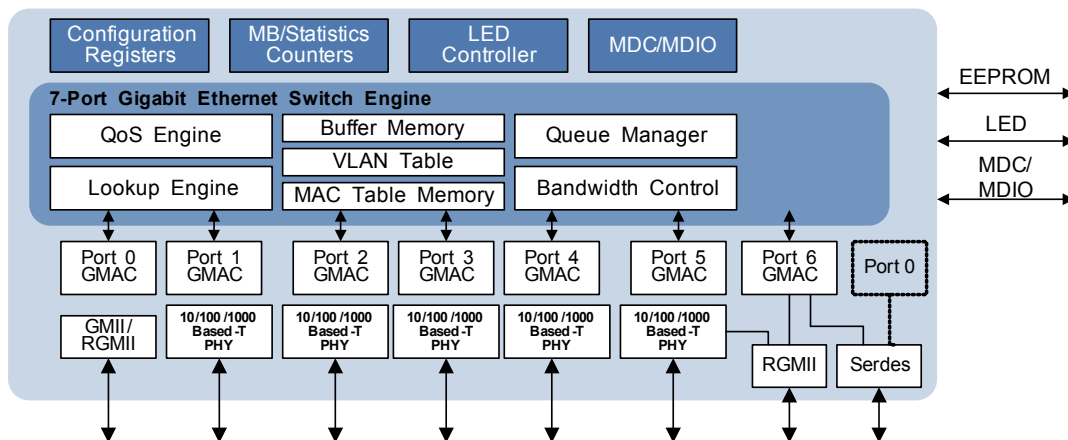 Configuration
Registers
MB/Statistics
Counters
LED
Controller
MDC/MDIO
7-Port Gigabit Ethernet Switch Engine
QoS Engine
Buffer Memory
Queue Manager
VLAN Table
Lookup Engine
MAC Table Memory
Bandwidth Control
EEPROM
LED
MDC/
MDIO
Port 0
GMAC
Port 1
GMAC
Port 2
GMAC
Port 3
GMAC
Port 4
GMAC
Port 5
GMAC
Port 6
GMAC
Port 0
GMII/
RGMII
10/100 /1000
Based -T
PHY
10/100 /1000
Based -T
PHY
10/100 /1000
Based -T
PHY
10/100 /1000
Based -T
PHY
10/100 /1000
Based -T
PHY
RGMII
Serdes